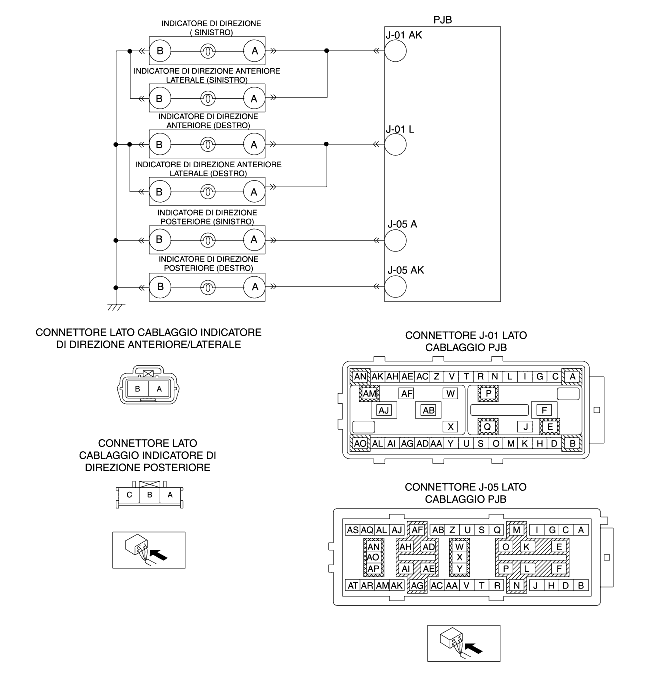 PJB
INDICATORE DI DIREZIONE
( SINISTRO)
B A
J-01 AK
INDICATORE DI DIREZIONE ANTERIORE
LATERALE (SINISTRO)
B A
INDICATORE DI DIREZIONE
ANTERIORE (DESTRO)
B A
J-01 L
INDICATORE DI DIREZIONE ANTERIORE
LATERALE (DESTRO)
B A
INDICATORE DI DIREZIONE
POSTERIORE (SINISTRO)
B A
J-05 A
INDICATORE DI DIREZIONE
POSTERIORE (DESTRO)
B A
J-05 AK
CONNETTORE LATO CABLAGGIO INDICATORE
DI DIREZIONE ANTERIORE/LATERALE
B A
CONNETTORE LATO
CABLAGGIO INDICATORE DI
DIREZIONE POSTERIORE
C B A
CONNETTORE J-01 LATO
CABLAGGIO PJB
AN AK AH AE AC Z V T R N L I G C A
AM AF W P
AJ AB F
X Q J E
AO AL AI AG AD AA Y U S O M K H D B
CONNETTORE J-05 LATO
CABLAGGIO PJB
AS AQ AL AJ AF AB Z U S Q M I G C A
AN AH AD W O K E
AO X
AP AI AE Y P L F
AT AR AM AK AG AC AA V T R N J H D B